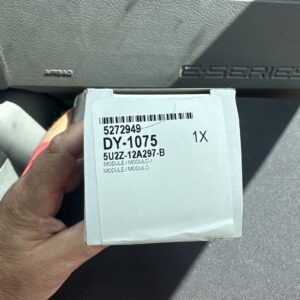 AIRBAG
E-SERIES
5272949
DY-1075
1X
5U2Z-12A297-B
MODULE / MODULO /
MODULE / MODULO